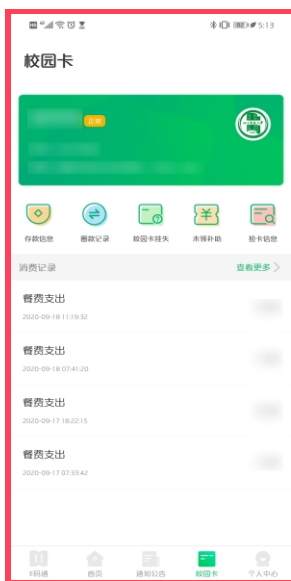 5:13
校园卡
正常
存款信息 圈款记录 校园卡挂失 未领补助 捡卡信息
消费记录 查看更多
餐费支出
2020-09-18 11:19:32
餐费支出
2020-09-18 07:41:20
餐费支出
2020-09-17 18:22:15
餐费支出
2020-09-17 07:33:42
E码通 首页 通知公告 校园卡 个人中心